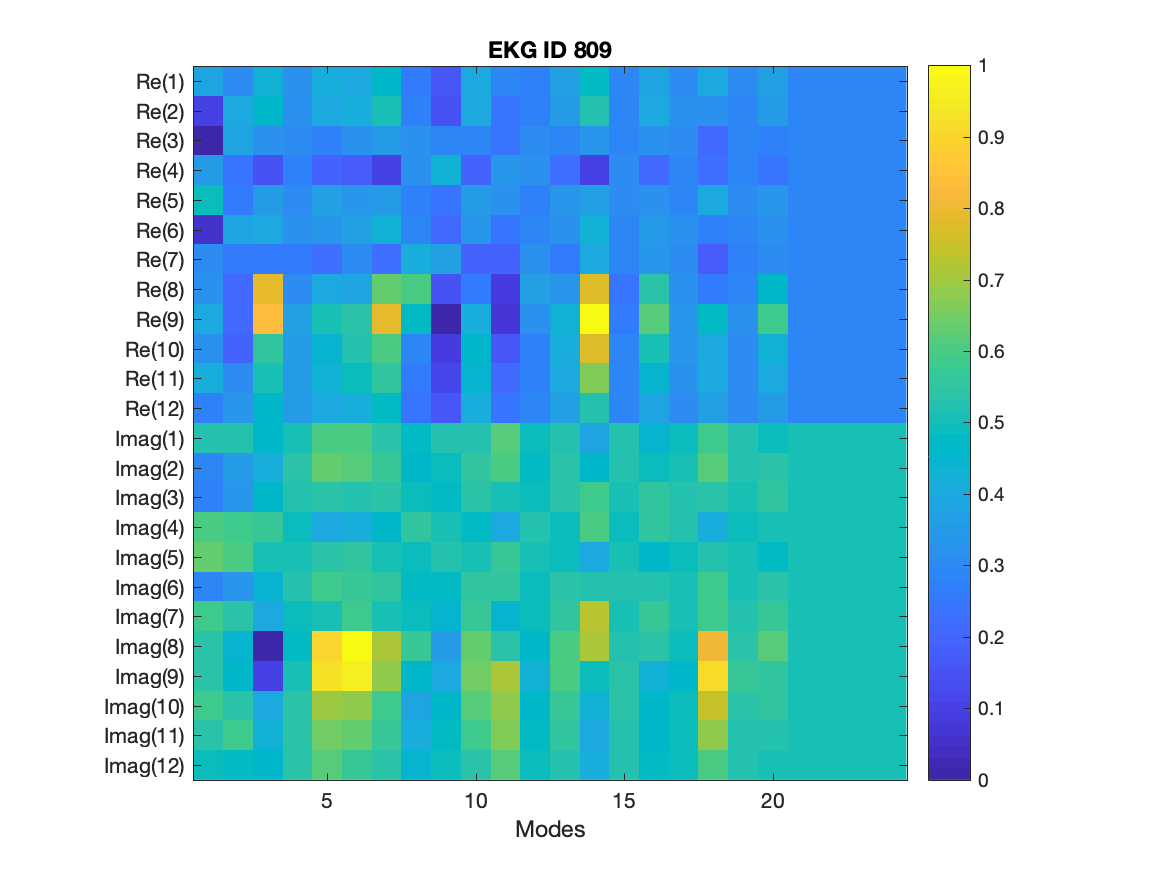 EKG ID 809
Re(1)
Re(2)
Re(3)
Re(4)
Re(5)
Re(6)
Re(7)
Re(8)
Re(9)
Re(10)
Re(11)
Re(12)
Imag(1)
Imag(2)
Imag(3)
Imag(4)
Imag(5)
Imag(6)
Imag(7)
Imag(8)
Imag(9)
Imag(10)
Imag(11)
Imag(12)
5 10 15 20
Modes
1
0.9
0.8
0.7
0.6
0.5
0.4
0.3
0.2
0.1
0